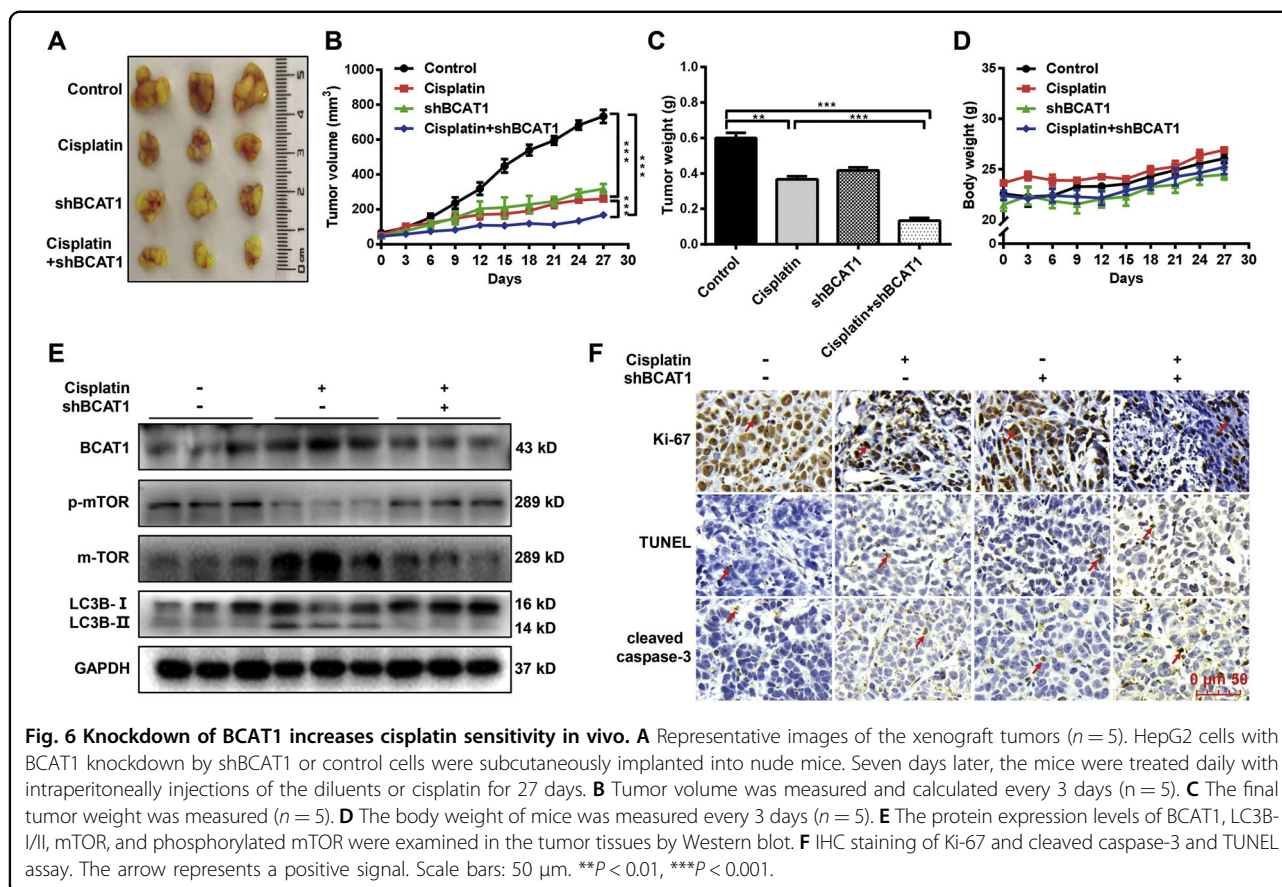 A
Control
Cisplatin
shBCAT1
Cisplatin
+shBCAT1
5
4
3
2
1
0 cm
B
Control
Cisplatin
shBCAT1
Cisplatin+shBCAT1
Tumor volume (mm³)
1000
800
600
400
200
0
***
***
***
0 3 6 9 12 15 18 21 24 27 30
Days
C
Tumor weight (g)
1.0
0.8
0.6
0.4
0.2
0.0
***
** ***
Control
Cisplatin
shBCAT1
Cisplatin+shBCAT1
D
Control
Cisplatin
shBCAT1
Cisplatin+shBCAT1
Body weight (g)
35
30
25
20
0
0 3 6 9 12 15 18 21 24 27 30
Days
E
Cisplatin - + +
shBCAT1 - - +
BCAT1 43 kD
p-mTOR 289 kD
m-TOR 289 kD
LC3B-Ⅰ 16 kD
LC3B-Ⅱ 14 kD
GAPDH 37 kD
F
Cisplatin - + - +
shBCAT1 - - + +
Ki-67
TUNEL
cleaved
caspase-3
0 µm 50
Fig. 6 Knockdown of BCAT1 increases cisplatin sensitivity in vivo. A Representative images of the xenograft tumors (n = 5). HepG2 cells with
BCAT1 knockdown by shBCAT1 or control cells were subcutaneously implanted into nude mice. Seven days later, the mice were treated daily with
intraperitoneally injections of the diluents or cisplatin for 27 days. B Tumor volume was measured and calculated every 3 days (n = 5). C The final
tumor weight was measured (n = 5). D The body weight of mice was measured every 3 days (n = 5). E The protein expression levels of BCAT1, LC3B-
I/II, mTOR, and phosphorylated mTOR were examined in the tumor tissues by Western blot. F IHC staining of Ki-67 and cleaved caspase-3 and TUNEL
assay. The arrow represents a positive signal. Scale bars: 50 µm. **P < 0.01, ***P < 0.001.